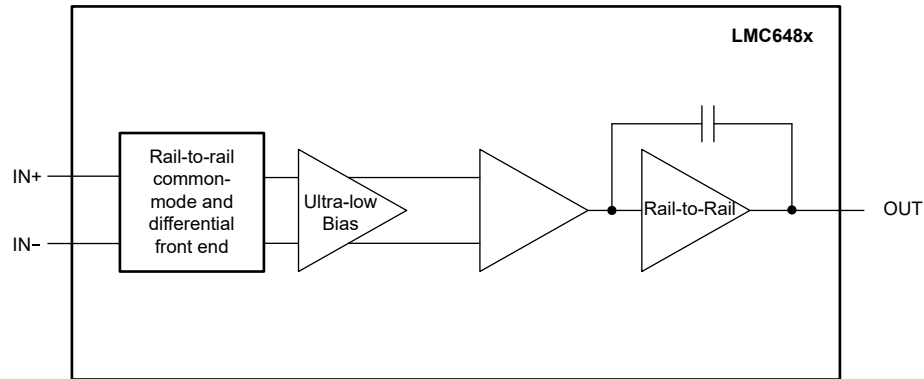 LMC648x
IN+
IN–
Rail-to-rail
common-
mode and
differential
front end
Ultra-low
Bias
Rail-to-Rail
OUT